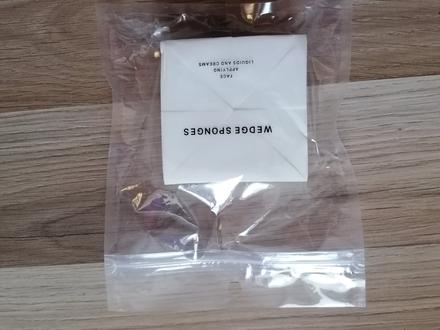 WEDGE SPONGES
FACE
APPLYING
LIQUIDS AND CREAMS